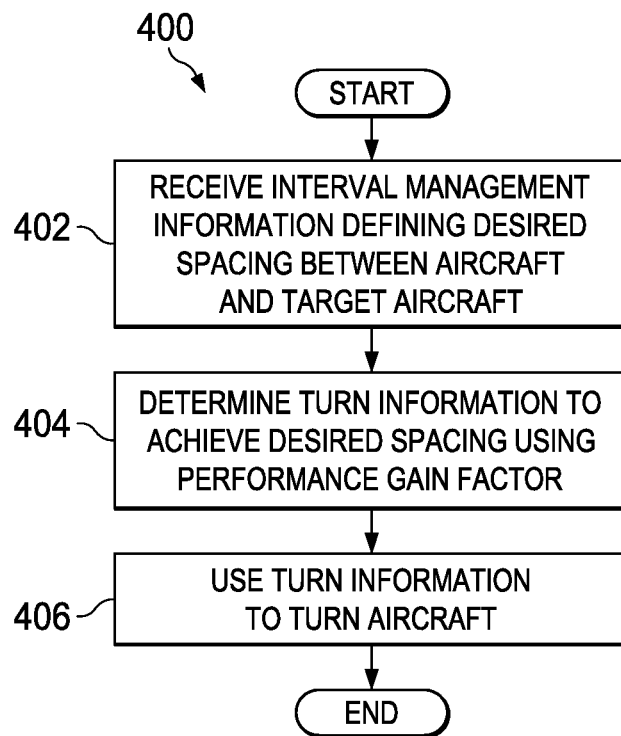 400
START
402
RECEIVE INTERVAL MANAGEMENT
INFORMATION DEFINING DESIRED
SPACING BETWEEN AIRCRAFT
AND TARGET AIRCRAFT
404
DETERMINE TURN INFORMATION TO
ACHIEVE DESIRED SPACING USING
PERFORMANCE GAIN FACTOR
406
USE TURN INFORMATION
TO TURN AIRCRAFT
END